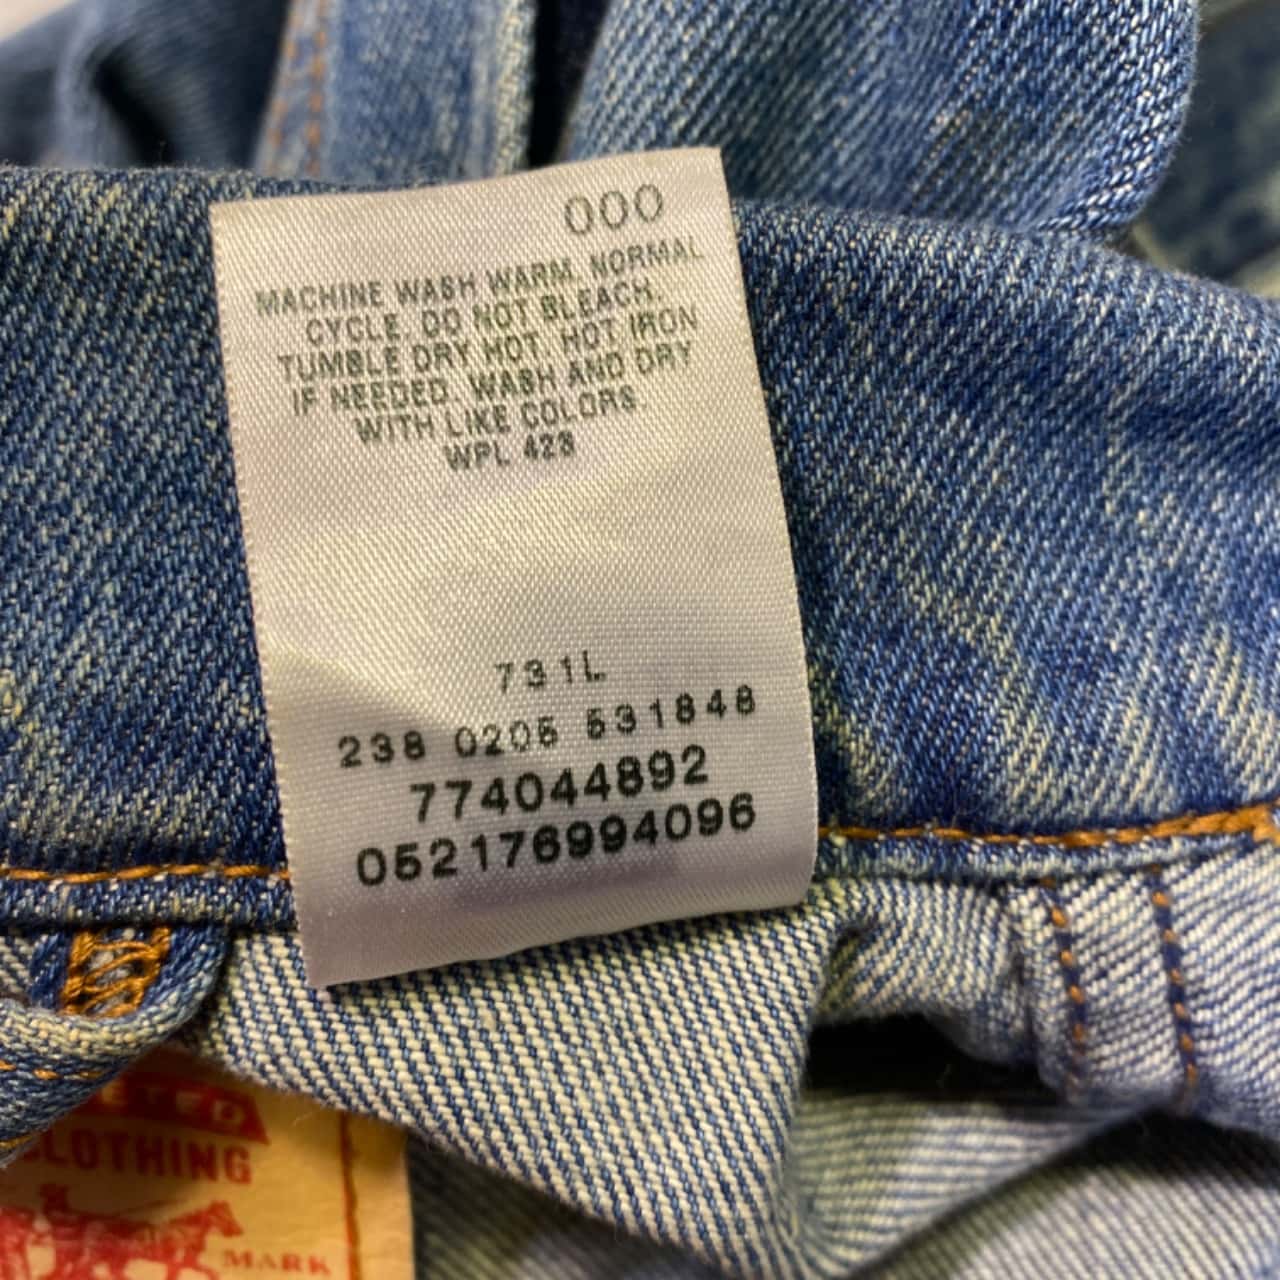 000
MACHINE WASH WARM, NORMAL
CYCLE. DO NOT BLEACH.
TUMBLE DRY HOT. HOT IRON
IF NEEDED. WASH AND DRY
WITH LIKE COLORS.
WPL 423
731L
238 0205 531848
774044892
052176994096
CLOTHING
MARK